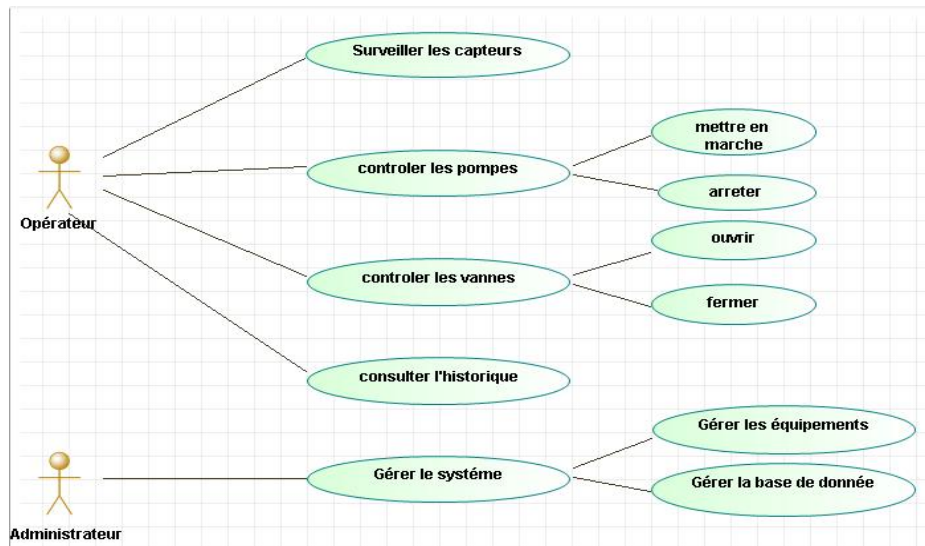 Surveiller les capteurs
mettre en
marche
controler les pompes
arreter
Opérateur
ouvrir
controler les vannes
fermer
consulter l'historique
Gérer les équipements
Gérer le systéme
Gérer la base de donnée
Administrateur